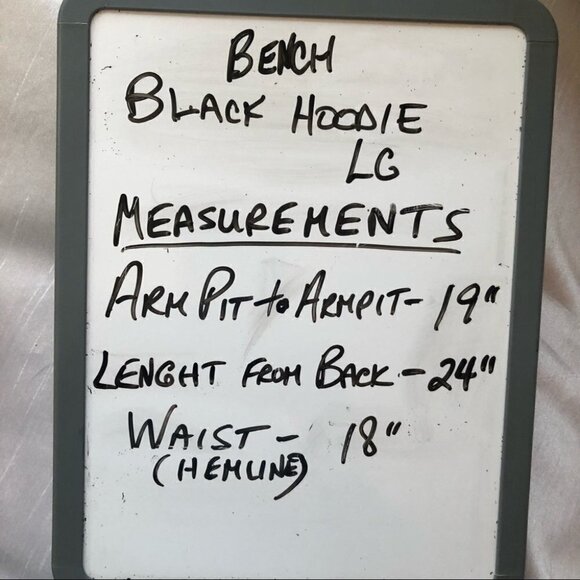 BENCH
BLACK HOODIE
LG
MEASUREMENTS
ARM PIT to ARMPIT- 19"
LENGHT FROM BACK - 24"
WAIST - 18"
(HEMLINE)